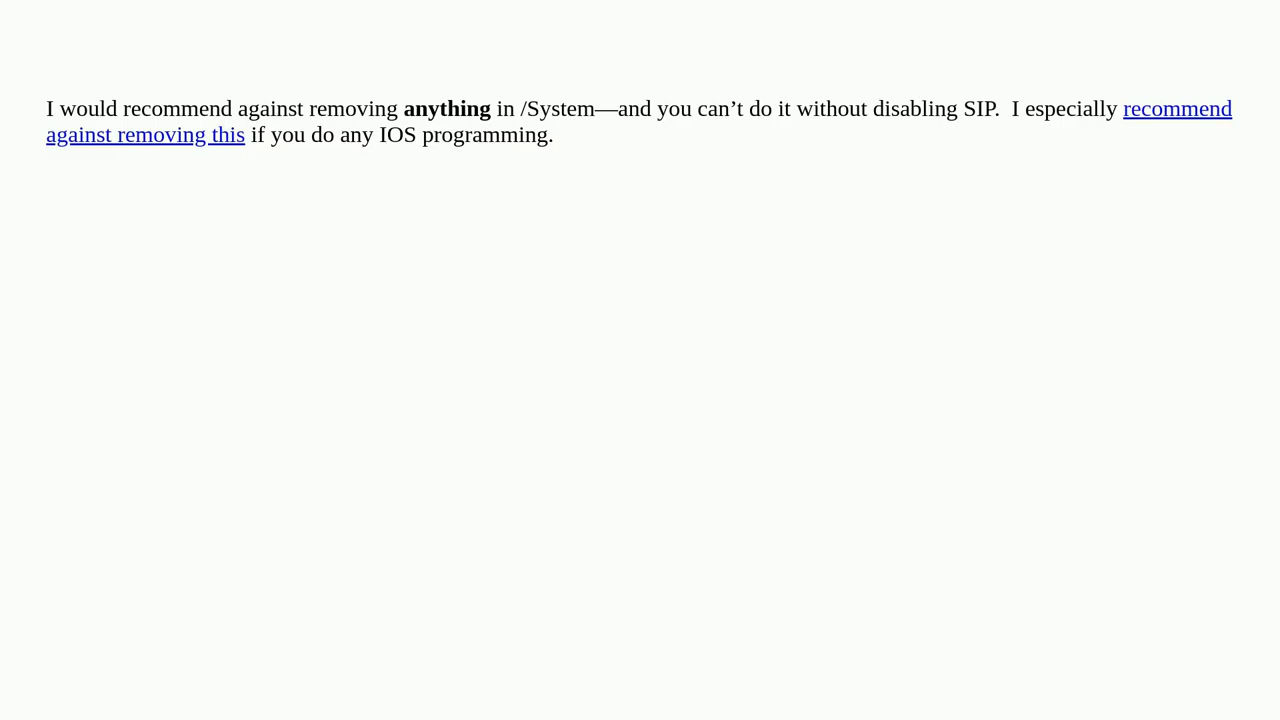 I would recommend against removing anything in /System—and you can’t do it without disabling SIP.  I especially recommend
against removing this if you do any IOS programming.